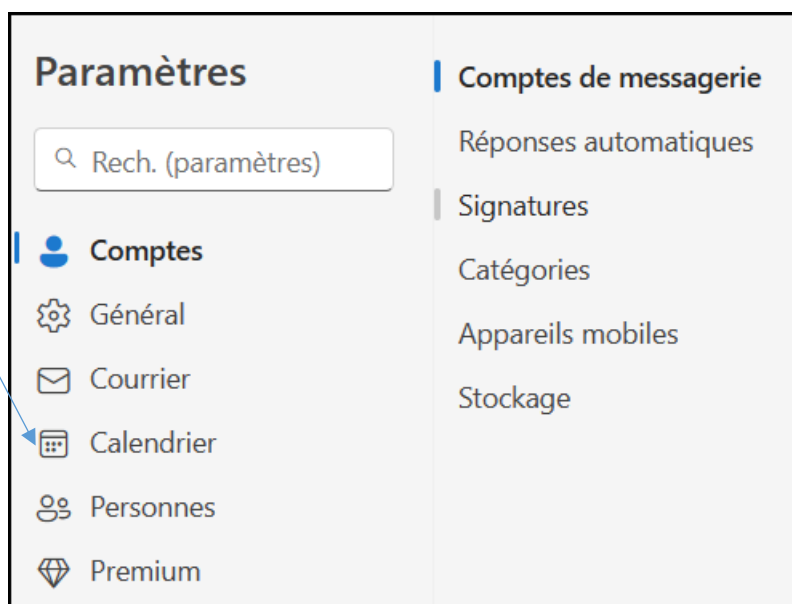 Paramètres
Rech. (paramètres)
Comptes
Général
Courrier
Calendrier
Personnes
Premium
Comptes de messagerie
Réponses automatiques
Signatures
Catégories
Appareils mobiles
Stockage